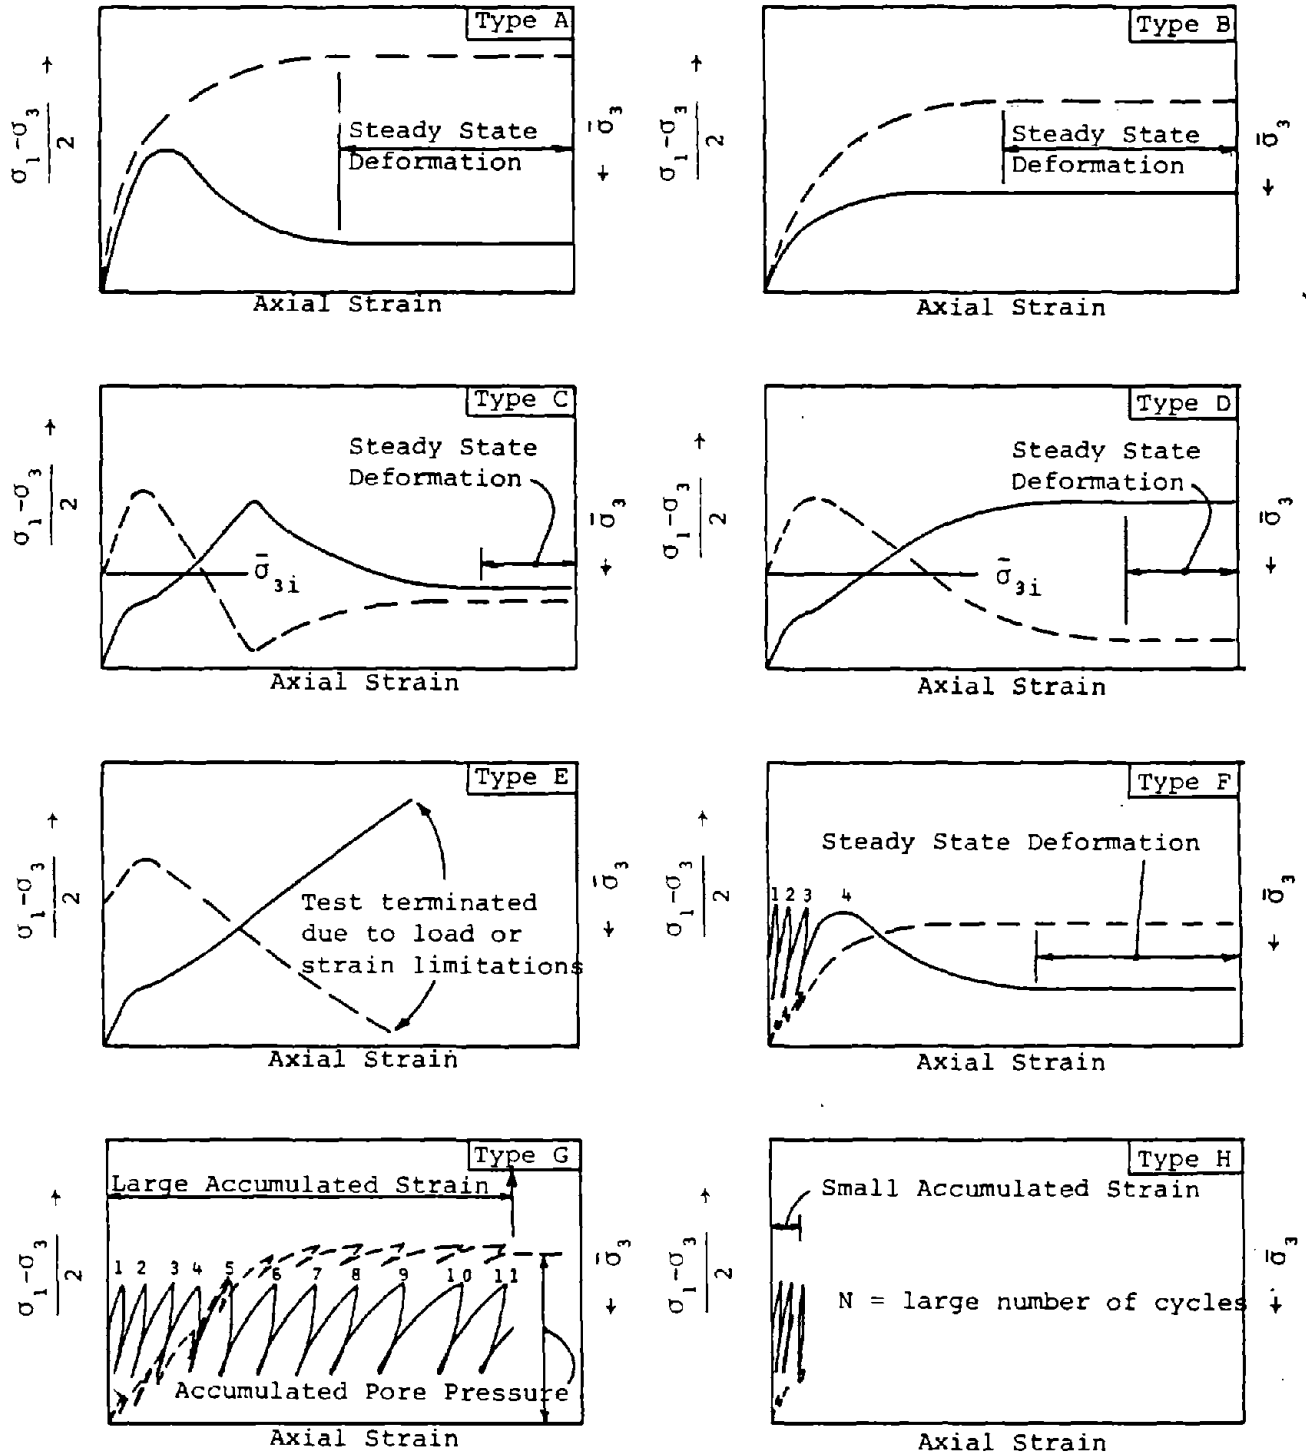 Type A
σ₁-σ₃
2
↑
Steady State
Deformation
σ̄₃
↓
Axial Strain
Type B
σ₁-σ₃
2
↑
Steady State
Deformation
σ̄₃
↓
Axial Strain
Type C
σ₁-σ₃
2
↑
Steady State
Deformation
σ̄₃ᵢ
σ̄₃
↓
Axial Strain
Type D
σ₁-σ₃
2
↑
Steady State
Deformation
σ̄₃ᵢ
σ̄₃
↓
Axial Strain
Type E
σ₁-σ₃
2
↑
Test terminated
due to load or
strain limitations
σ̄₃
↓
Axial Strain
Type F
σ₁-σ₃
2
↑
Steady State Deformation
1 2 3 4
σ̄₃
↓
Axial Strain
Type G
σ₁-σ₃
2
↑
Large Accumulated Strain
1 2 3 4 5 6 7 8 9 10 11
Accumulated Pore Pressure
σ̄₃
↓
Axial Strain
Type H
σ₁-σ₃
2
↑
Small Accumulated Strain
N = large number of cycles
σ̄₃
↓
Axial Strain